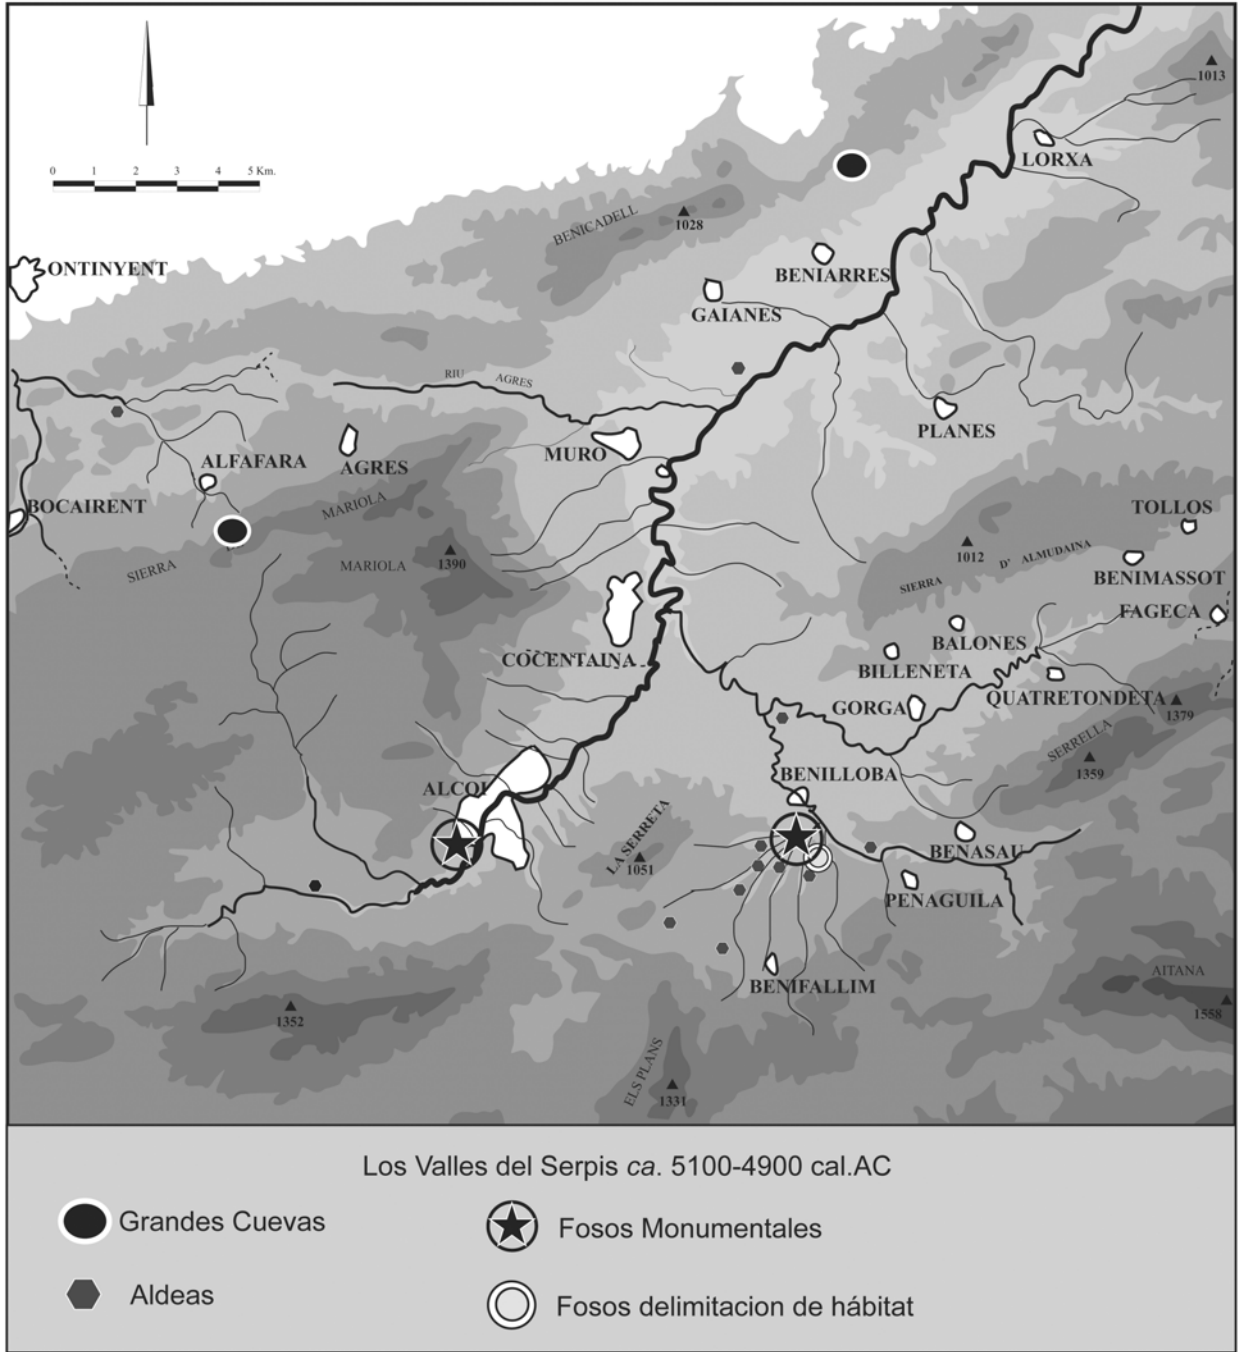 1013
0 1 2 3 4 5 Km.
LORXA
BENICADELL
1028
ONTINYENT
BENIARRES
GAIANES
RIU AGRES
PLANES
MURO
ALFAFARA
AGRES
MARIOLA
BOCAIRENT
TOLLOS
1012
SIERRA D' ALMUDAINA
SIERRA
MARIOLA
1390
BENIMASSOT
FAGECA
BALONES
COCENTAINA
BILLENETA
QUATRETONDETA
GORGA
1379
SERRELLA
1359
BENILLOBA
ALCOI
LA SERRETA
1051
BENASAU
PENAGUILA
AITANA
BENIFALLIM
1352
1558
ELS PLANS
1331
Los Valles del Serpis ca. 5100-4900 cal.AC
Grandes Cuevas
Fosos Monumentales
Aldeas
Fosos delimitacion de hábitat